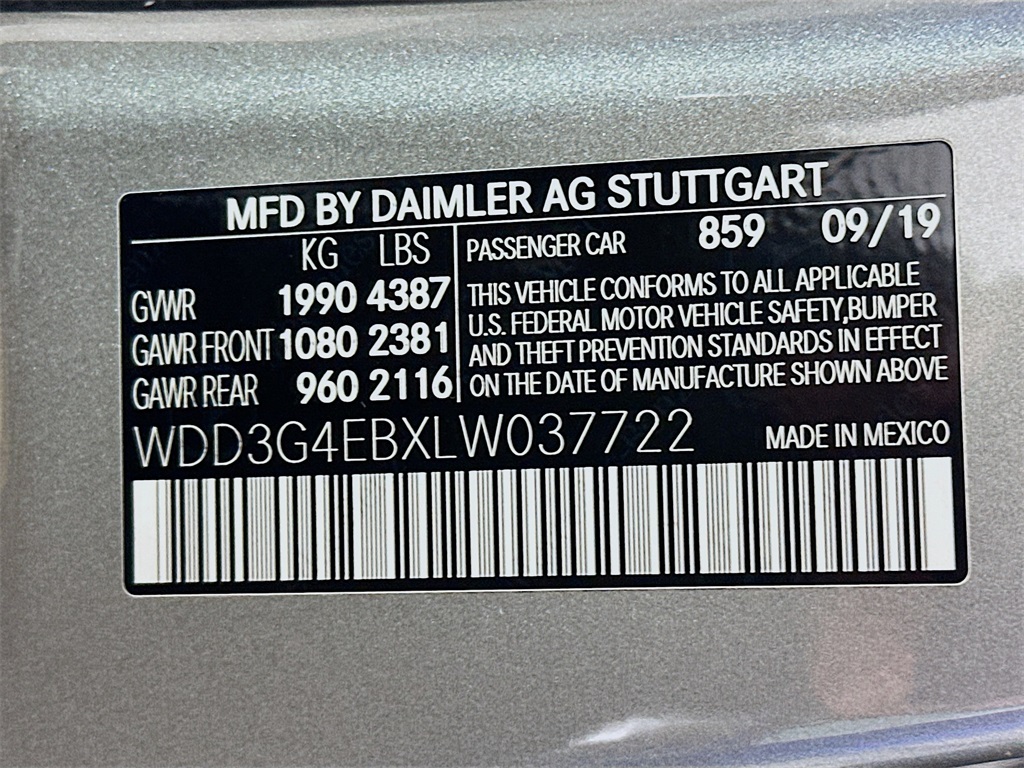 MFD BY DAIMLER AG STUTTGART
KG LBS
GVWR 1990 4387
GAWR FRONT 1080 2381
GAWR REAR 960 2116
PASSENGER CAR 859 09/19
THIS VEHICLE CONFORMS TO ALL APPLICABLE
U.S. FEDERAL MOTOR VEHICLE SAFETY,BUMPER
AND THEFT PREVENTION STANDARDS IN EFFECT
ON THE DATE OF MANUFACTURE SHOWN ABOVE
WDD3G4EBXLW037722 MADE IN MEXICO